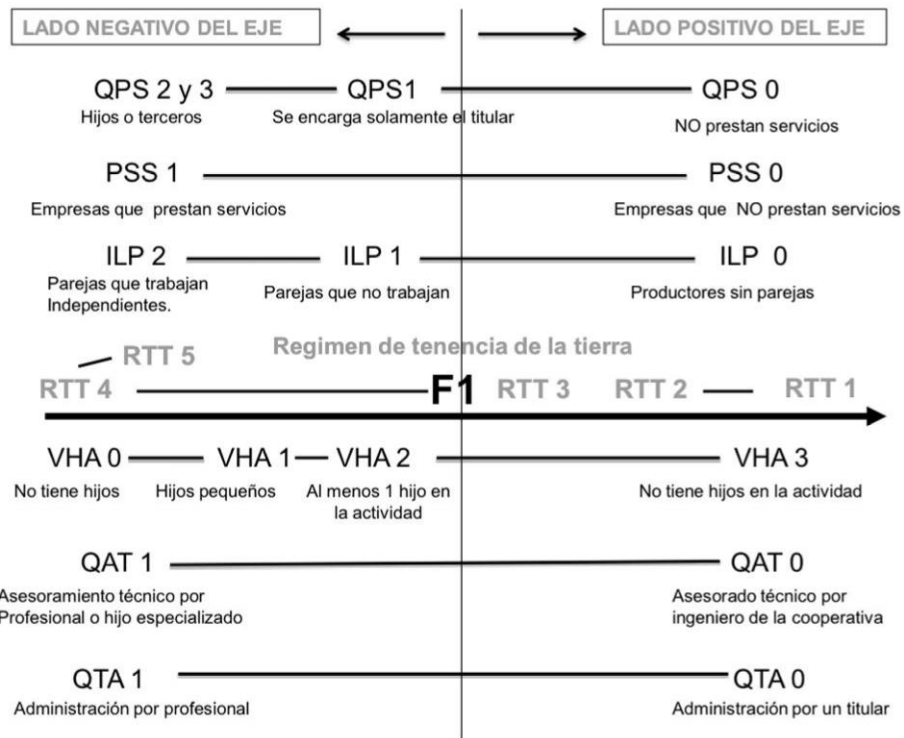 LADO NEGATIVO DEL EJE
LADO POSITIVO DEL EJE
QPS 2 y 3
QPS1
QPS 0
Hijos o terceros
Se encarga solamente el titular
NO prestan servicios
PSS 1
PSS 0
Empresas que prestan servicios
Empresas que NO prestan servicios
ILP 2
ILP 1
ILP 0
Parejas que trabajan
Independientes.
Parejas que no trabajan
Productores sin parejas
Regimen de tenencia de la tierra
RTT 5
RTT 4
F1
RTT 3
RTT 2
RTT 1
VHA 0
VHA 1
VHA 2
VHA 3
No tiene hijos
Hijos pequeños
Al menos 1 hijo en
la actividad
No tiene hijos en la actividad
QAT 1
QAT 0
Asesoramiento técnico por
Profesional o hijo especializado
Asesorado técnico por
ingeniero de la cooperativa
QTA 1
QTA 0
Administración por profesional
Administración por un titular